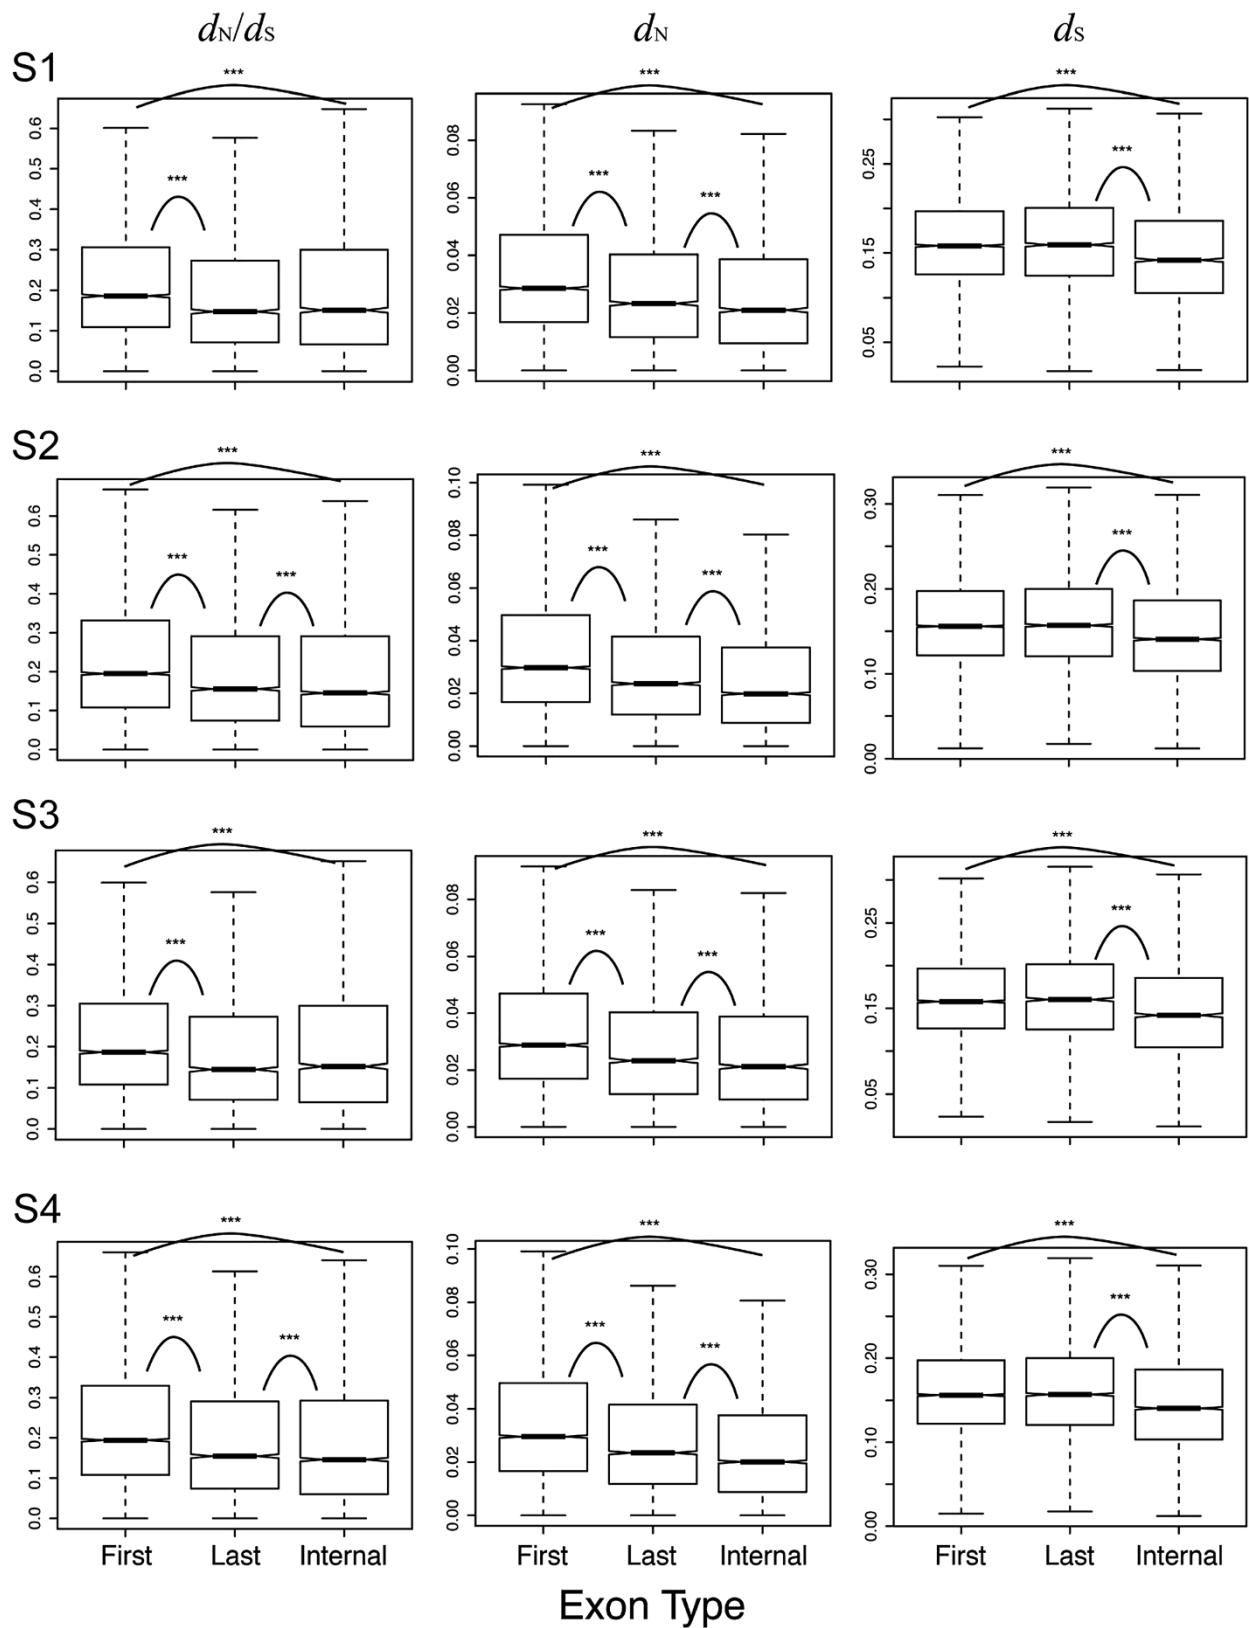 dN/dS dN dS
S1
*** *** ***
*** *** *** ***
0.0 0.1 0.2 0.3 0.4 0.5 0.6
0.00 0.02 0.04 0.06 0.08
0.05 0.15 0.25
S2
*** *** ***
*** *** *** *** ***
0.0 0.1 0.2 0.3 0.4 0.5 0.6
0.00 0.02 0.04 0.06 0.08 0.10
0.00 0.10 0.20 0.30
S3
*** *** ***
*** *** *** ***
0.0 0.1 0.2 0.3 0.4 0.5 0.6
0.00 0.02 0.04 0.06 0.08
0.05 0.15 0.25
S4
*** *** ***
*** *** *** *** ***
0.0 0.1 0.2 0.3 0.4 0.5 0.6
0.00 0.02 0.04 0.06 0.08 0.10
0.00 0.10 0.20 0.30
First Last Internal First Last Internal First Last Internal
Exon Type